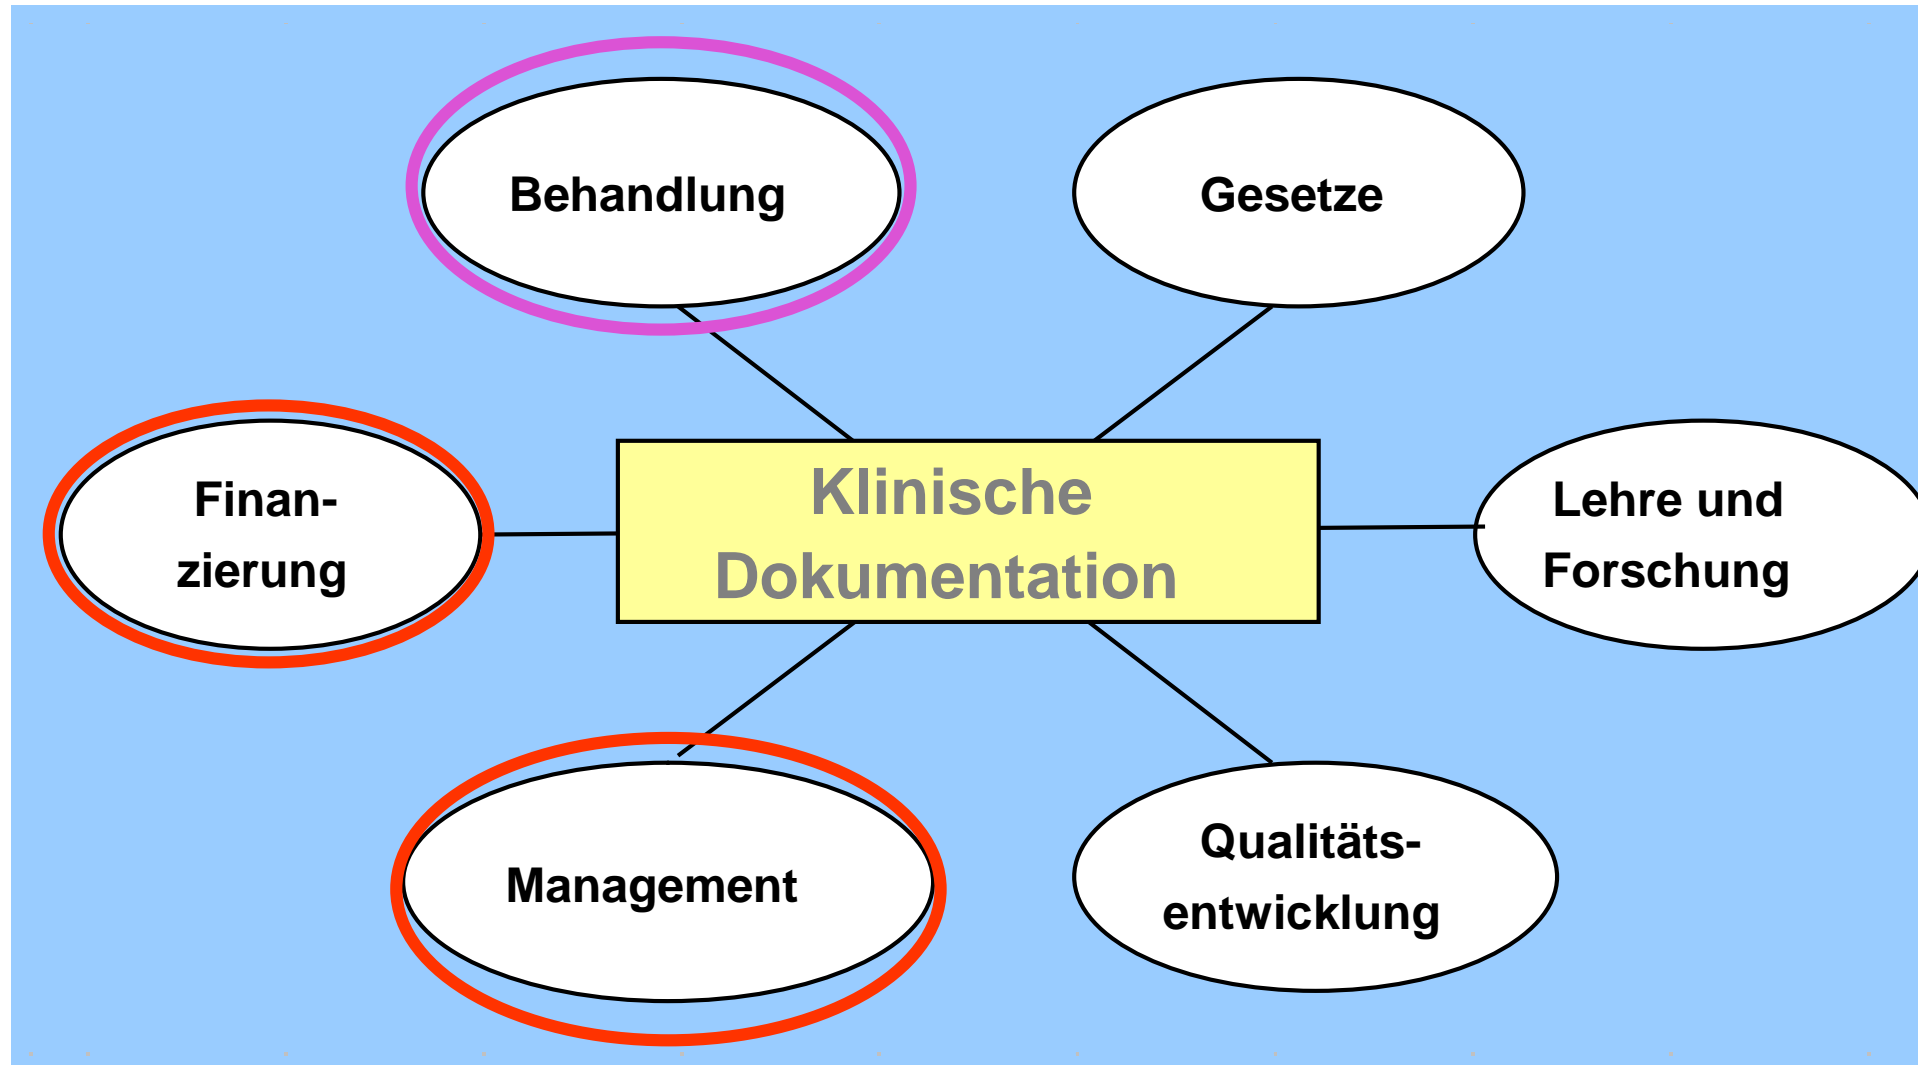 Behandlung
Gesetze
Finan-
zierung
Klinische
Dokumentation
Lehre und
Forschung
Management
Qualitäts-
entwicklung